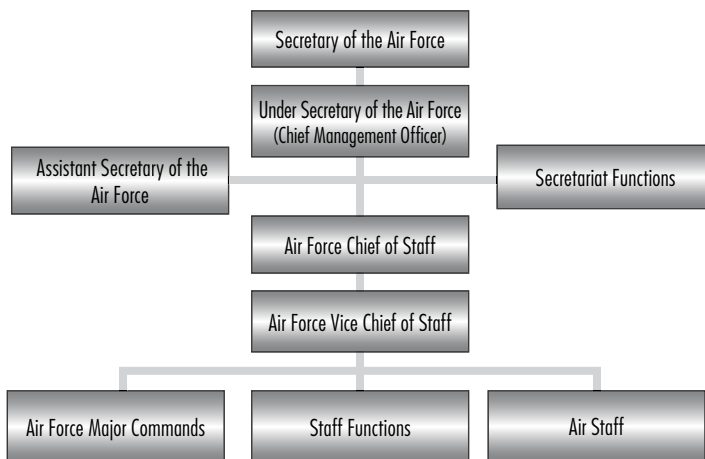 Secretary of the Air Force
Under Secretary of the Air Force
(Chief Management Officer)
Assistant Secretary of the
Air Force
Secretariat Functions
Air Force Chief of Staff
Air Force Vice Chief of Staff
Air Force Major Commands
Staff Functions
Air Staff